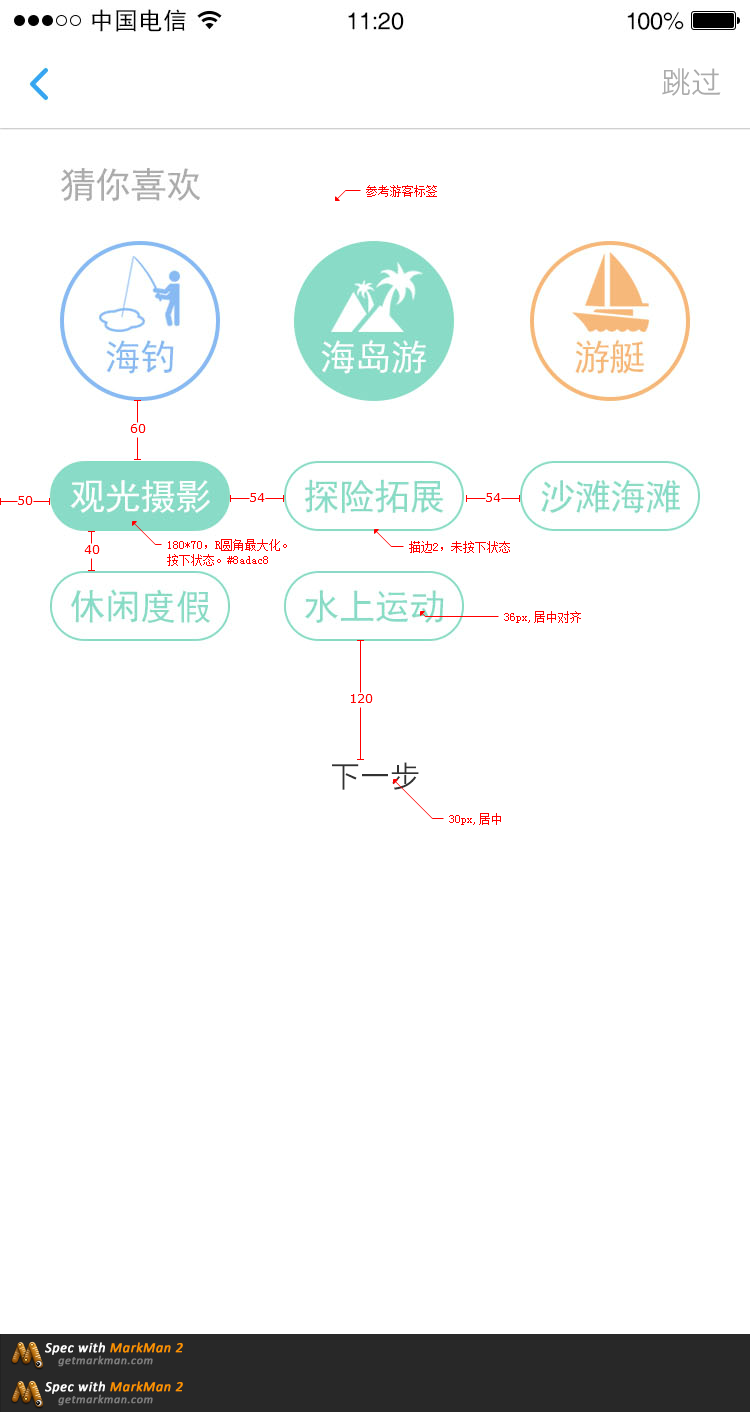 中国电信 11:20 100%
跳过
猜你喜欢
参考游客标签
海钓 海岛游 游艇
60
50 观光摄影 54 探险拓展 54 沙滩海滩
40 180*70，R圆角最大化。 描边2，未按下状态
按下状态。#8adac8
休闲度假 水上运动 36px,居中对齐
120
下一步
30px,居中
Spec with MarkMan 2
getmarkman.com
Spec with MarkMan 2
getmarkman.com